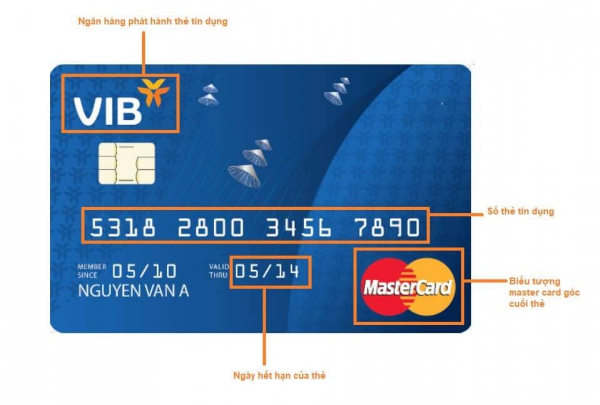 Ngân hàng phát hành thẻ tín dụng
VIB
5318 2800 3456 7890
Số thẻ tín dụng
MEMBER SINCE 05/10 VALID THRU 05/14
NGUYEN VAN A
MasterCard
Biểu tượng
master card góc
cuối thẻ
Ngày hết hạn của thẻ